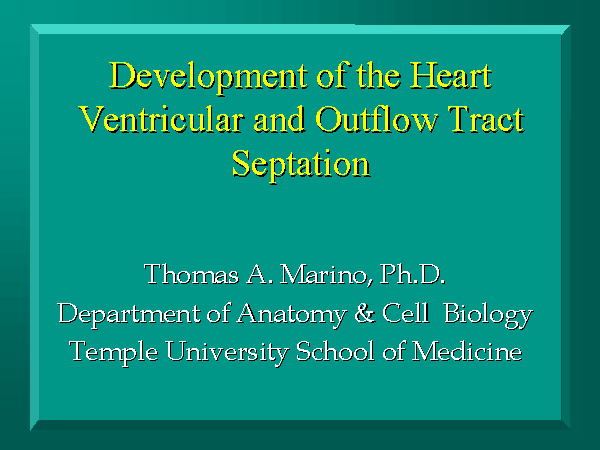 Development of the Heart
Ventricular and Outflow Tract
Septation
Thomas A. Marino, Ph.D.
Department of Anatomy & Cell Biology
Temple University School of Medicine